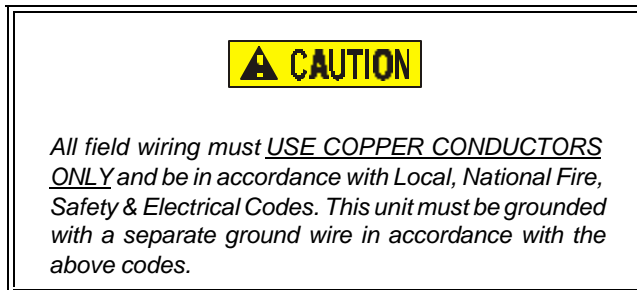 CAUTION
All field wiring must USE COPPER CONDUCTORS
ONLY and be in accordance with Local, National Fire,
Safety & Electrical Codes. This unit must be grounded
with a separate ground wire in accordance with the
above codes.